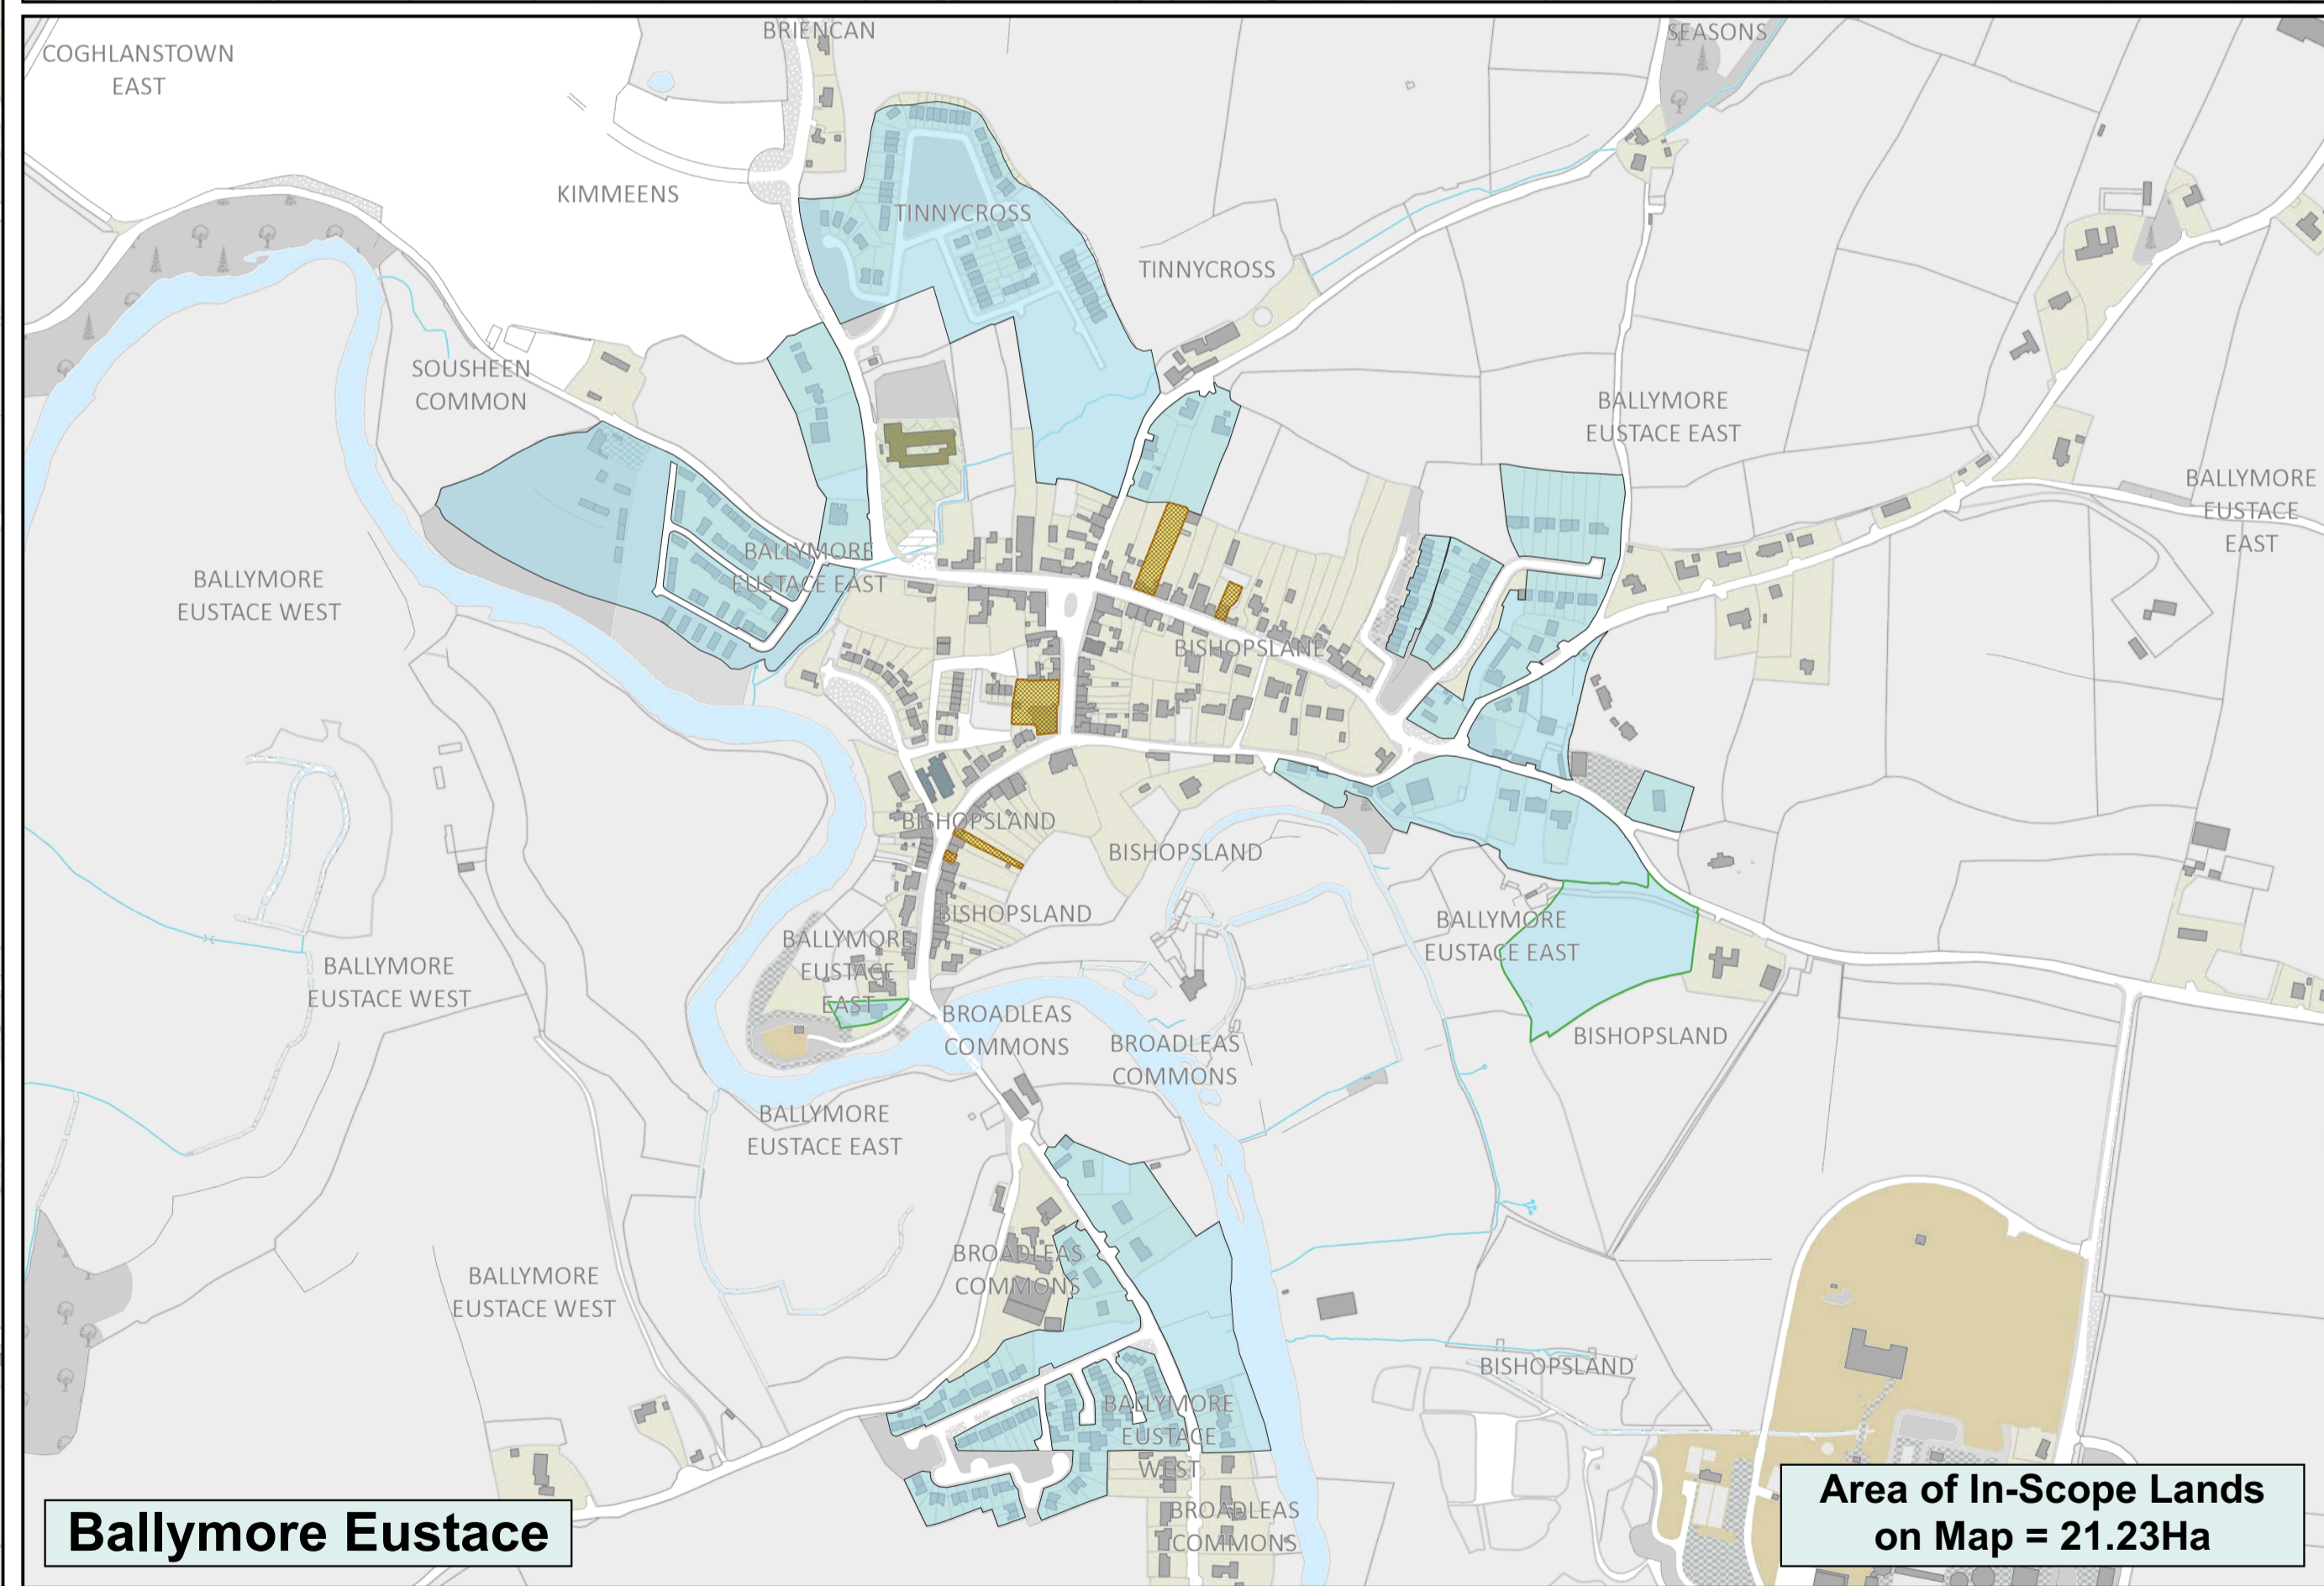 BRIENCAN
SEASONS
COGHLANSTOWN
EAST
KIMMEENS
TINNYCROSS
TINNYCROSS
SOUSHEEN
COMMON
BALLYMORE
EUSTACE EAST
BALLYMORE
EUSTACE
EAST
BALLYMORE
EUSTACE EAST
BALLYMORE
EUSTACE WEST
BISHOPSLANE
BISHOPSLAND
BISHOPSLAND
BISHOPSLAND
BALLYMORE
EUSTACE
EAST
BALLYMORE
EUSTACE EAST
BALLYMORE
EUSTACE WEST
BROADLEAS
COMMONS
BROADLEAS
COMMONS
BISHOPSLAND
BALLYMORE
EUSTACE EAST
BROADLEAS
COMMONS
BALLYMORE
EUSTACE WEST
BISHOPSLAND
BALLYMORE
EUSTACE
WEST
BROADLEAS
COMMONS
Ballymore Eustace
Area of In-Scope Lands
on Map = 21.23Ha